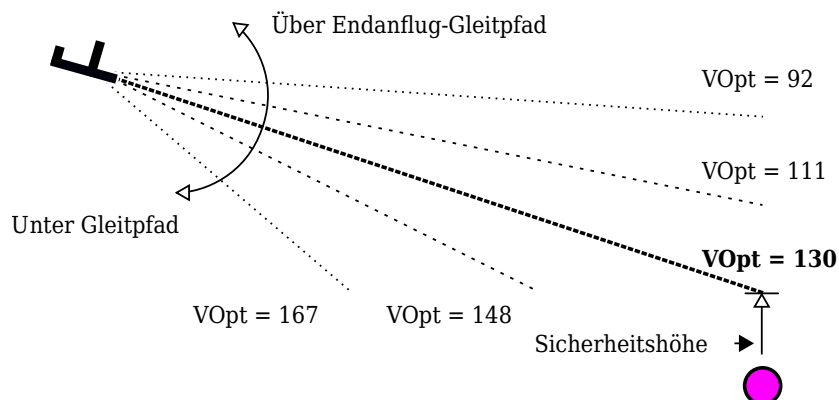 Über Endanflug-Gleitpfad
VOpt = 92
VOpt = 111
Unter Gleitpfad
VOpt = 130
VOpt = 167
VOpt = 148
Sicherheitshöhe